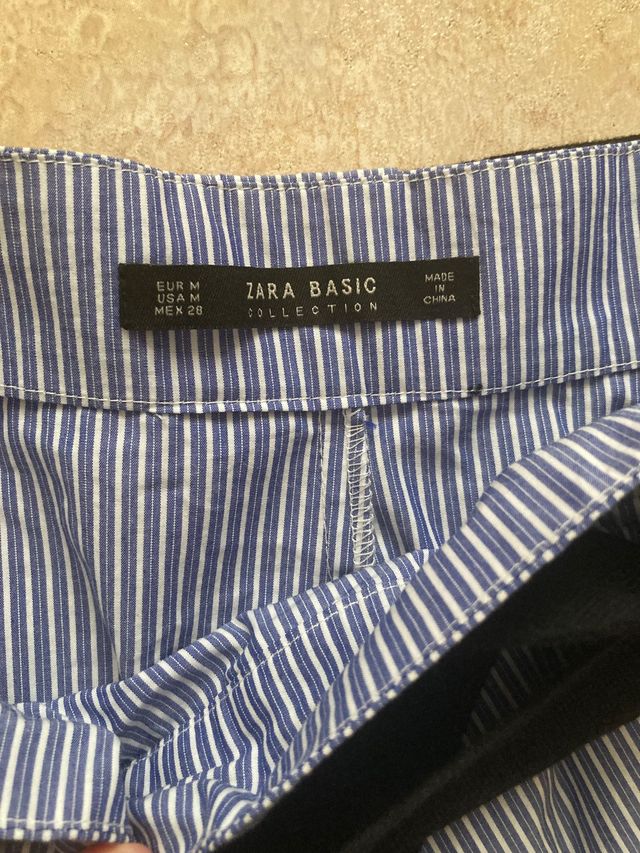 EUR M
USA M
MEX 28
ZARA BASIC
COLLECTION
MADE
IN
CHINA